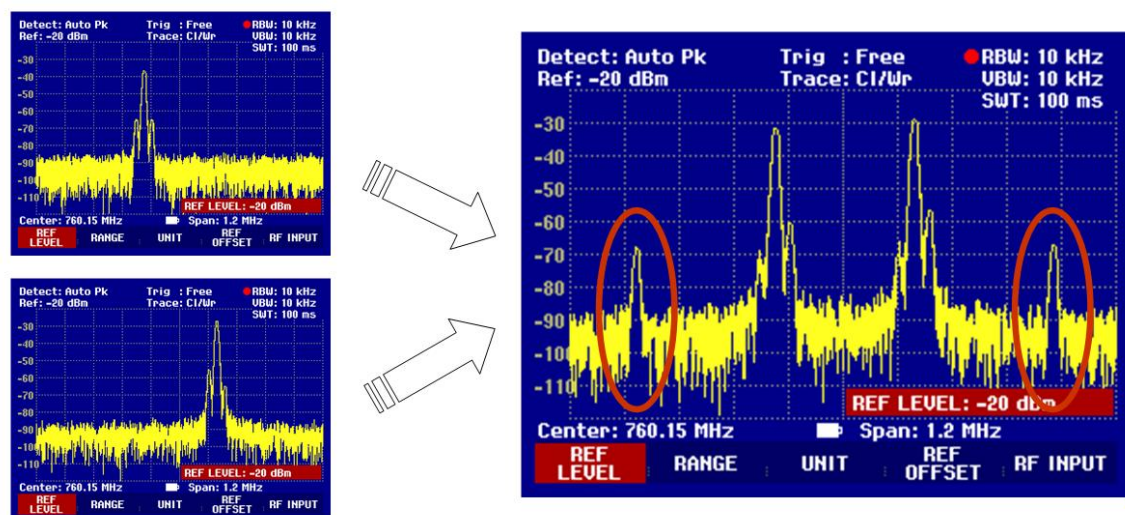 Detect: Auto Pk Trig : Free RBW: 10 kHz
Ref: -20 dBm Trace: Cl/Wr VBW: 10 kHz
SWT: 100 ms
-30
-40
-50
-60
-70
-80
-90
-100
-110
REF LEVEL: -20 dBm
Center: 760.15 MHz Span: 1.2 MHz
REF LEVEL RANGE UNIT REF OFFSET RF INPUT
Detect: Auto Pk Trig : Free RBW: 10 kHz
Ref: -20 dBm Trace: Cl/Wr VBW: 10 kHz
SWT: 100 ms
-30
-40
-50
-60
-70
-80
-90
-100
-110
REF LEVEL: -20 dBm
Center: 760.15 MHz Span: 1.2 MHz
REF LEVEL RANGE UNIT REF OFFSET RF INPUT
Detect: Auto Pk Trig : Free RBW: 10 kHz
Ref: -20 dBm Trace: Cl/Wr VBW: 10 kHz
SWT: 100 ms
-30
-40
-50
-60
-70
-80
-90
-100
-110
REF LEVEL: -20 dBm
Center: 760.15 MHz Span: 1.2 MHz
REF LEVEL RANGE UNIT REF OFFSET RF INPUT